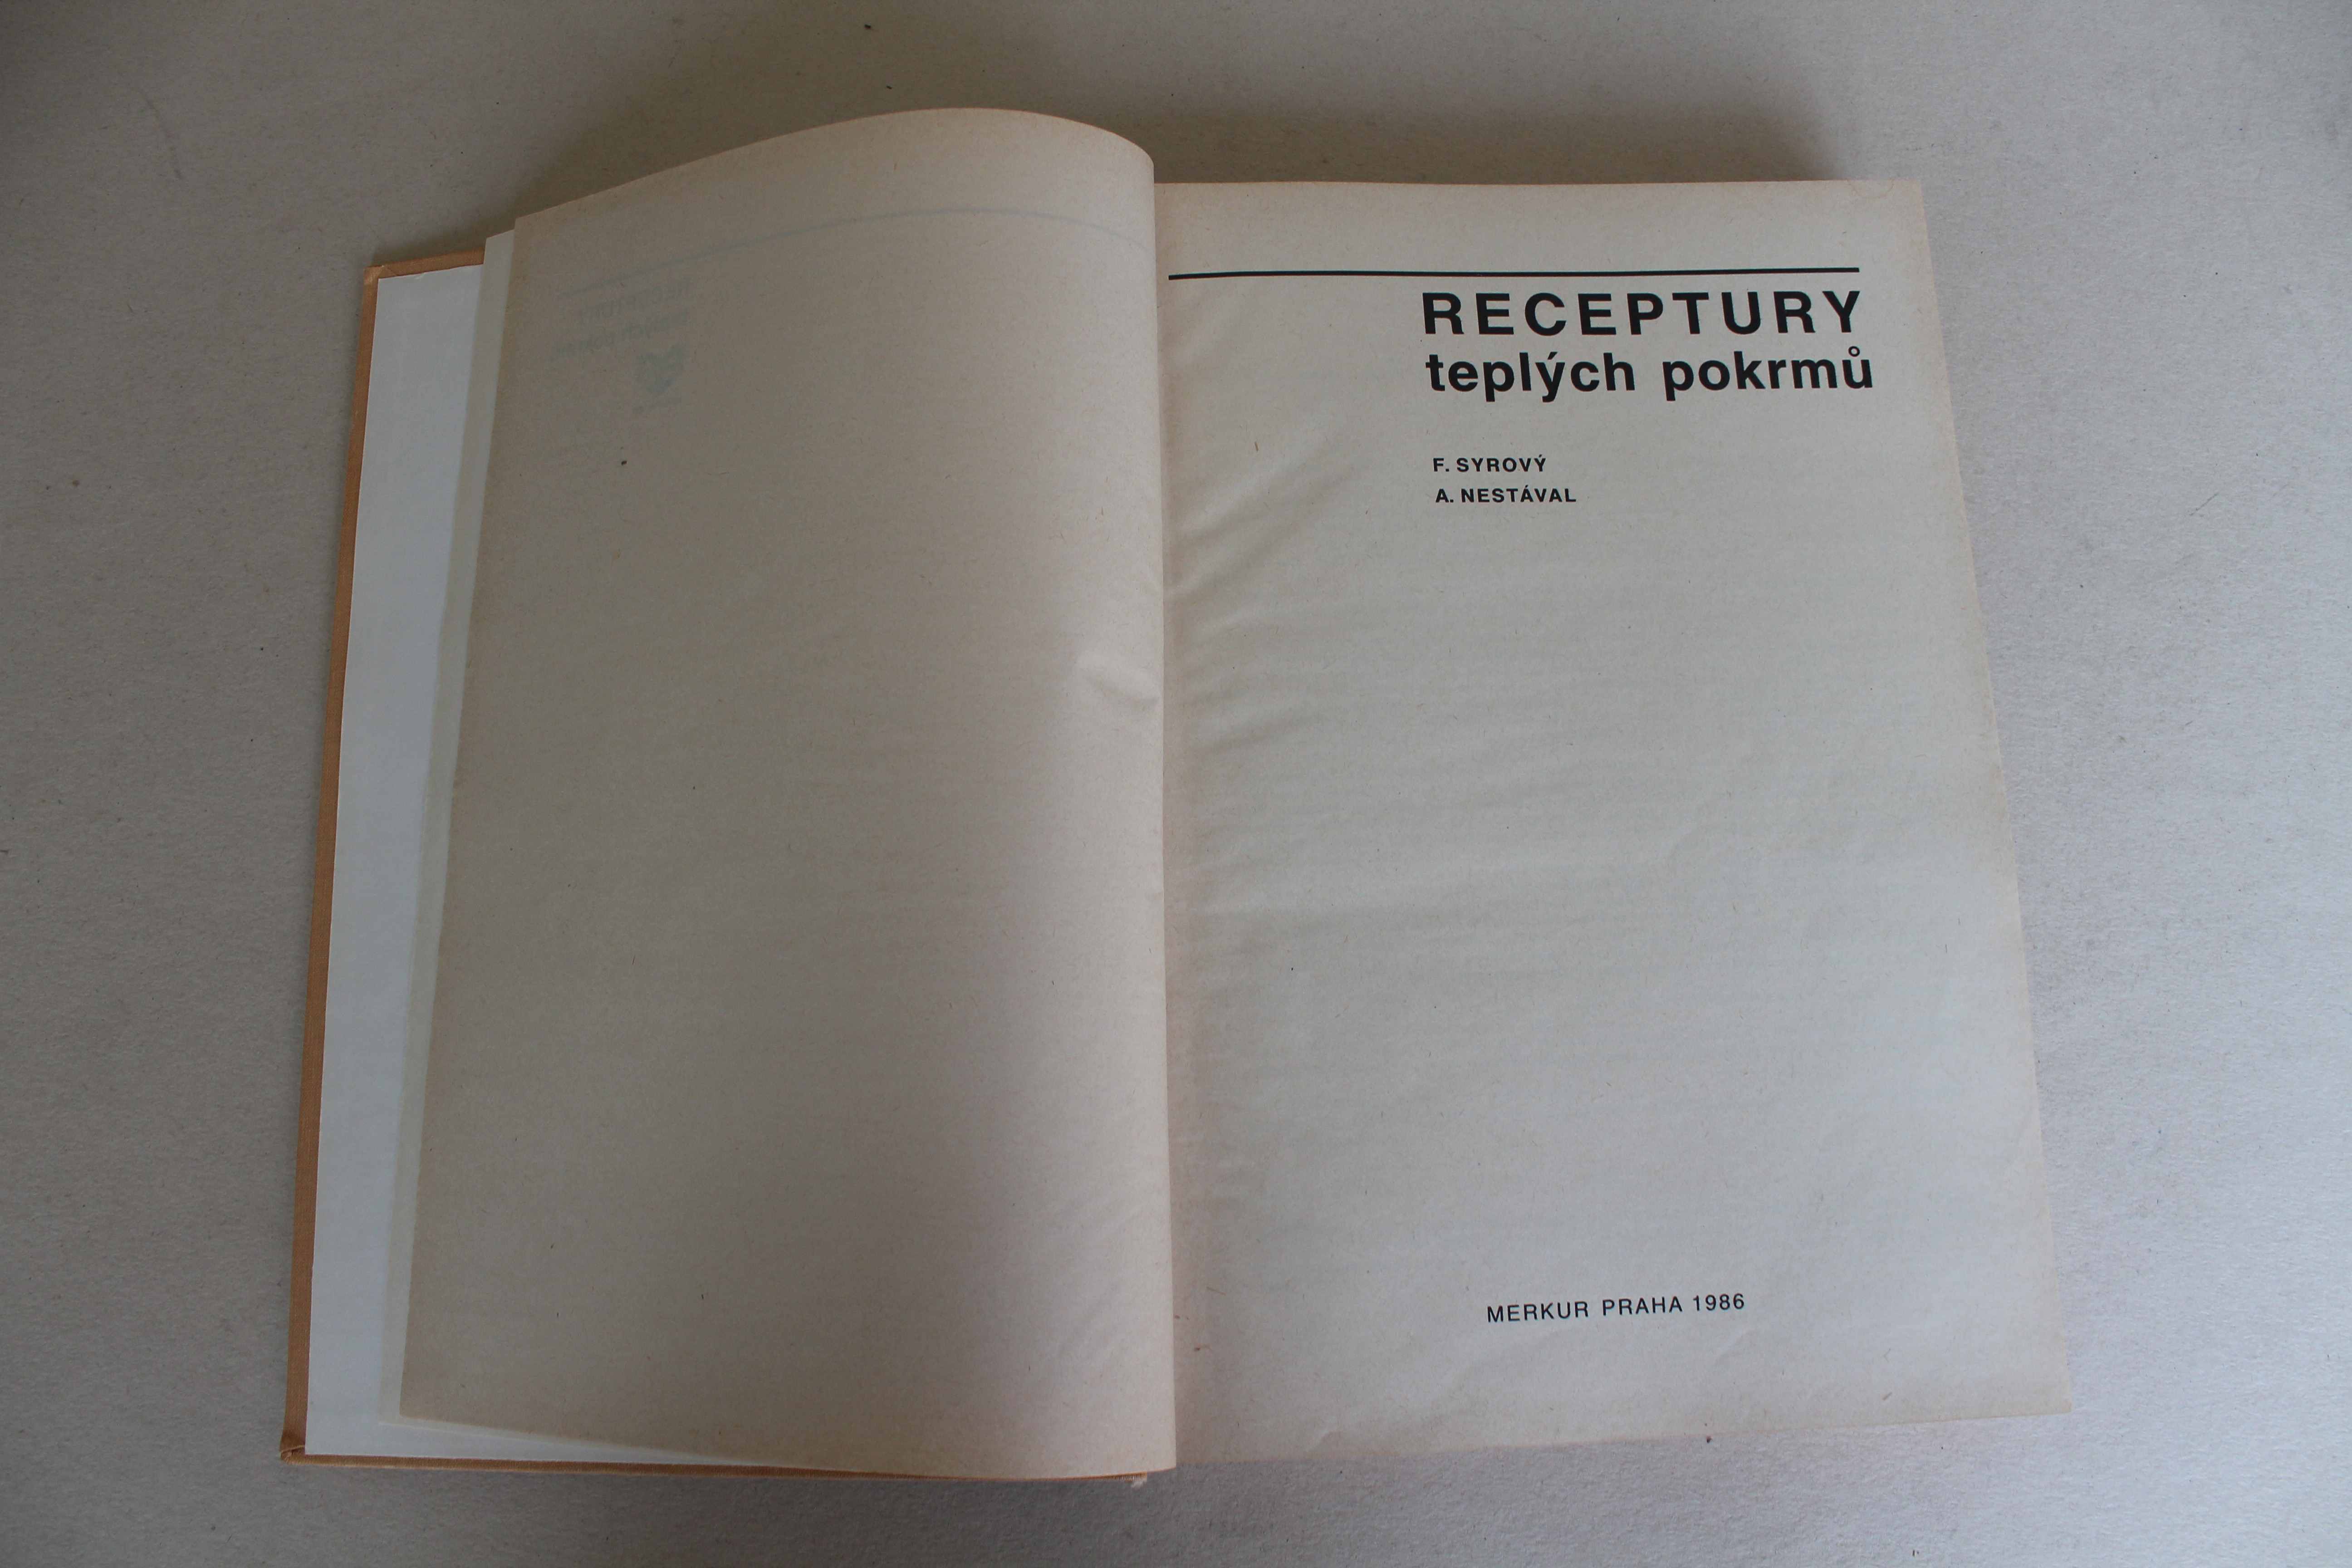 RECEPTURY
teplých pokrmů
F. SYROVÝ
A. NESTÁVAL
MERKUR PRAHA 1986